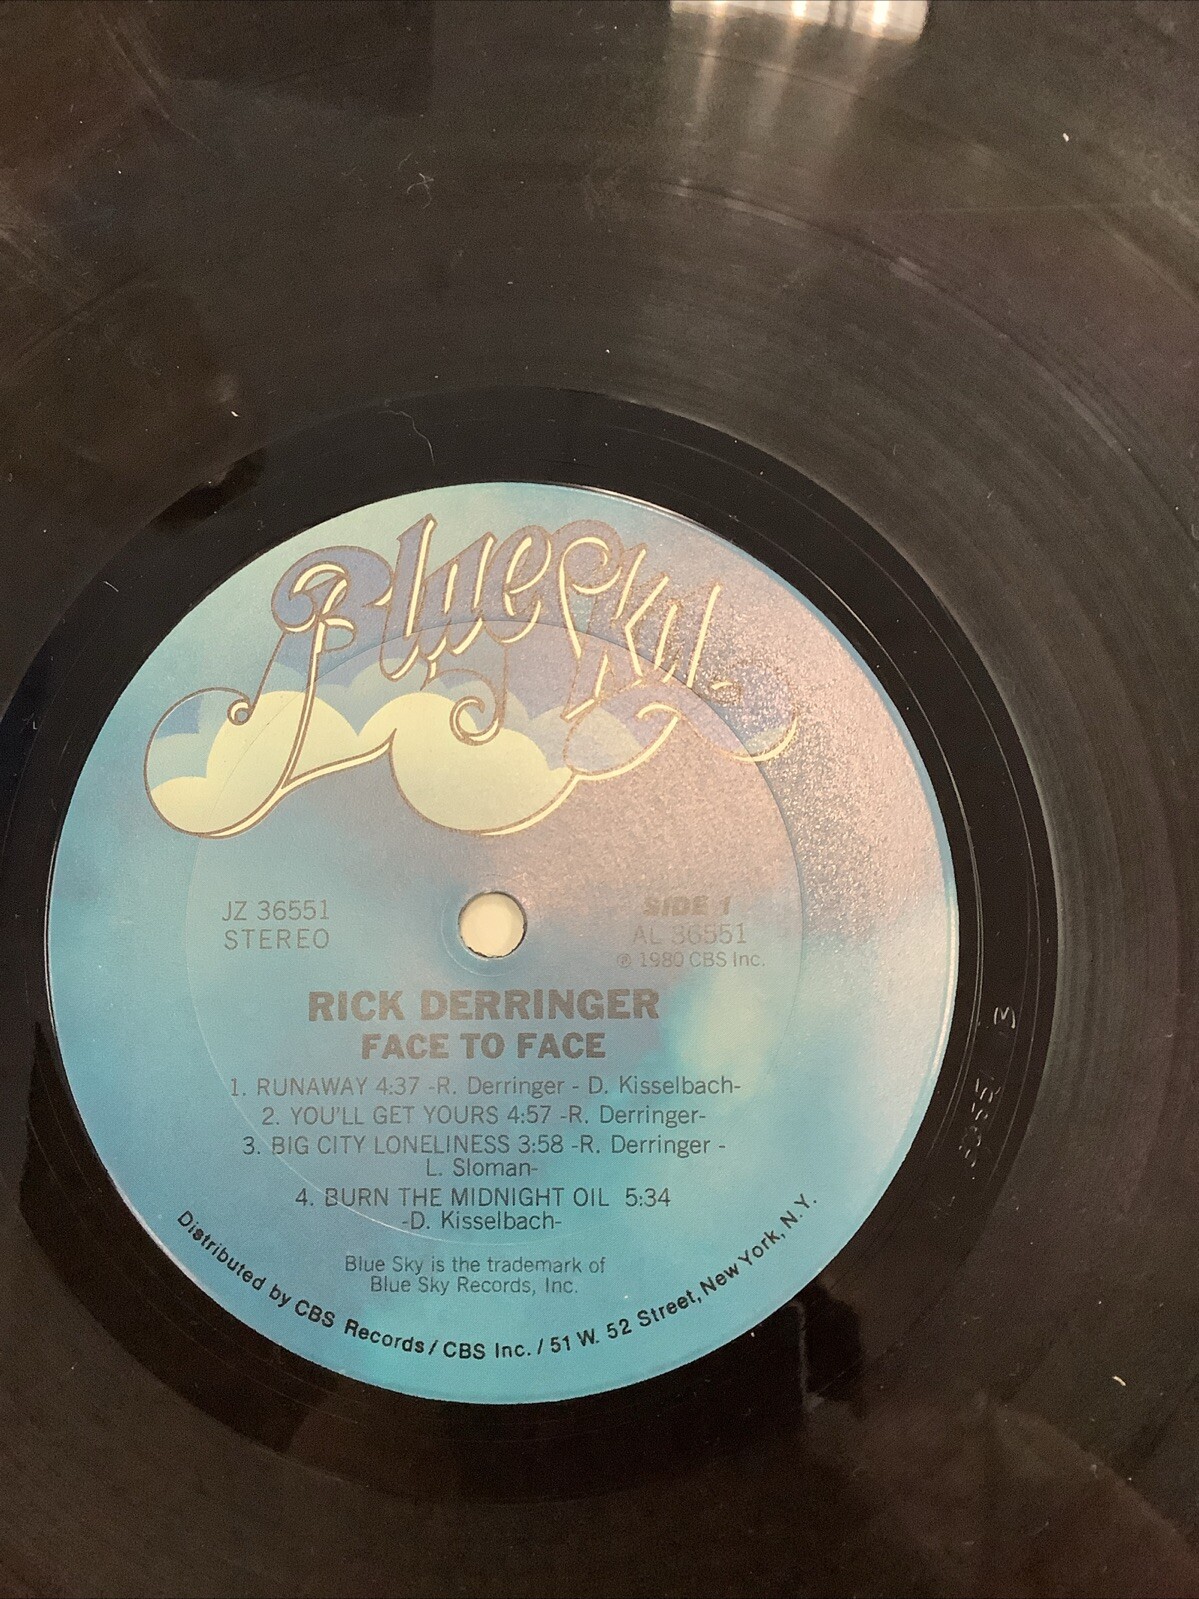 Blue Sky
JZ 36551
STEREO
SIDE 1
AL 36551
℗ 1980 CBS Inc.
RICK DERRINGER
FACE TO FACE
1. RUNAWAY 4:37 -R. Derringer - D. Kisselbach-
2. YOU'LL GET YOURS 4:57 -R. Derringer-
3. BIG CITY LONELINESS 3:58 -R. Derringer -
L. Sloman-
4. BURN THE MIDNIGHT OIL 5:34
-D. Kisselbach-
Blue Sky is the trademark of
Blue Sky Records, Inc.
Distributed by CBS Records/CBS Inc./51 W. 52 Street, New York, N.Y.